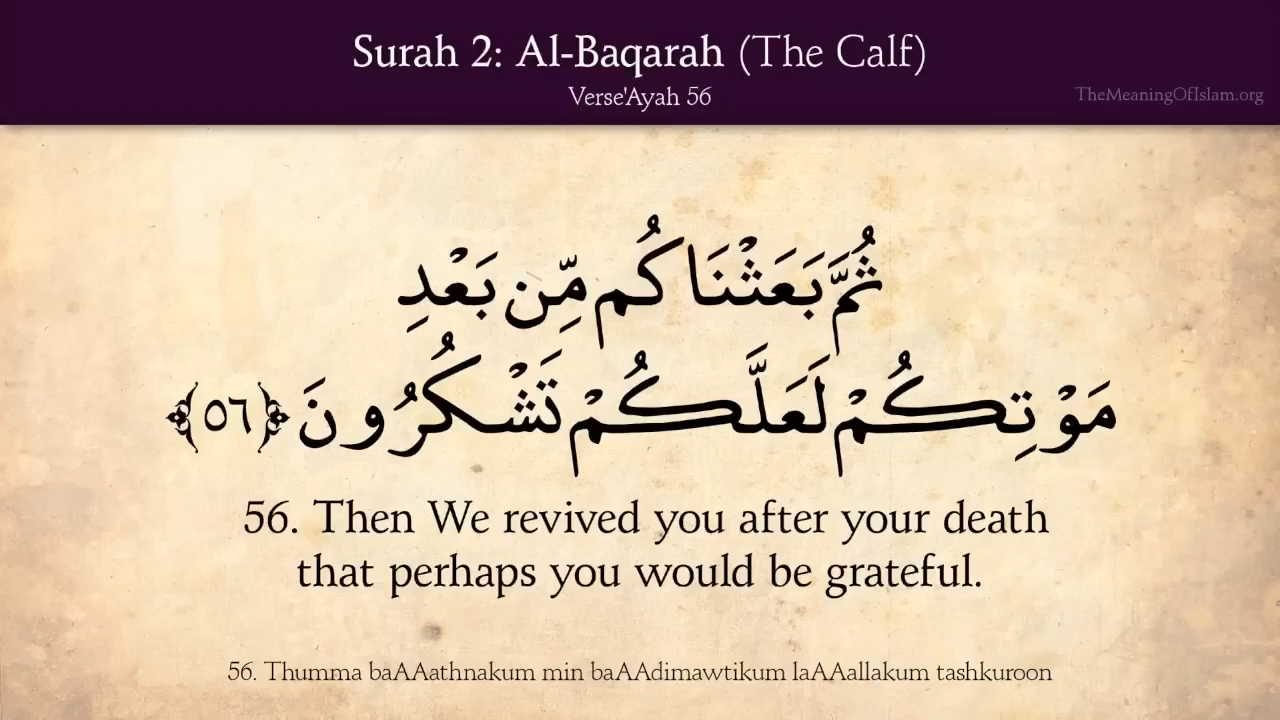 Surah 2: Al-Baqarah (The Calf)
Verse'Ayah 56
TheMeaningOfIslam.org
ثُمَّ بَعَثْنَاكُم مِّن بَعْدِ
مَوْتِكُمْ لَعَلَّكُمْ تَشْكُرُونَ ﴿٥٦﴾
56. Then We revived you after your death
that perhaps you would be grateful.
56. Thumma baAAathnakum min baAAdimawtikum laAAallakum tashkuroon